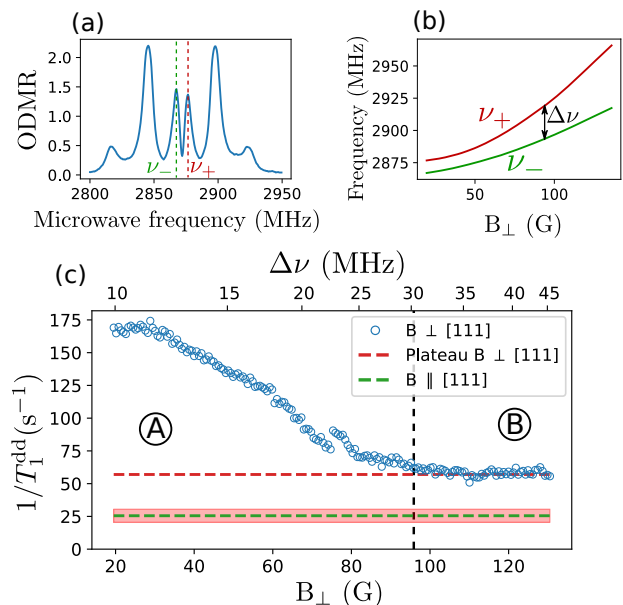 (a)
ODMR
2.0
1.5
1.0
0.5
0.0
ν₋
ν₊
2800
2850
2900
2950
Microwave frequency (MHz)
(b)
Frequency (MHz)
2950
2925
2900
2875
ν₊
Δν
ν₋
50
100
B⊥ (G)
(c)
Δν (MHz)
10
15
20
25
30
35
40
45
1/T₁ᵈᵈ(s⁻¹)
175
150
125
100
75
50
25
0
B ⊥ [111]
Plateau B ⊥ [111]
B ∥ [111]
A
B
20
40
60
80
100
120
B⊥ (G)